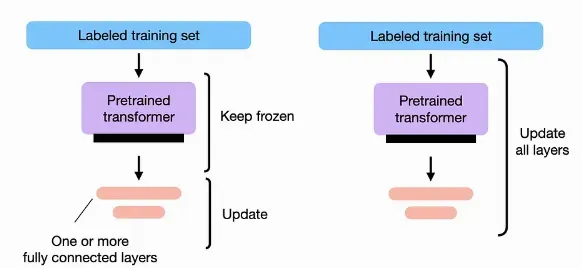 Labeled training set
Pretrained
transformer
Keep frozen
Update
One or more
fully connected layers
Labeled training set
Pretrained
transformer
Update
all layers